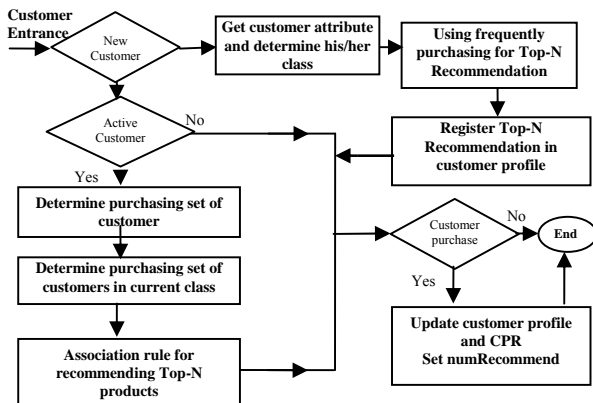 Customer
Entrance
New
Customer
Get customer attribute
and determine his/her
class
Using frequently
purchasing for Top-N
Recommendation
Active
Customer
No
Register Top-N
Recommendation in
customer profile
Yes
Determine purchasing set of
customer
Customer
purchase
No
End
Determine purchasing set of
customers in current class
Yes
Update customer profile
and CPR
Set numRecommend
Association rule for
recommending Top-N
products